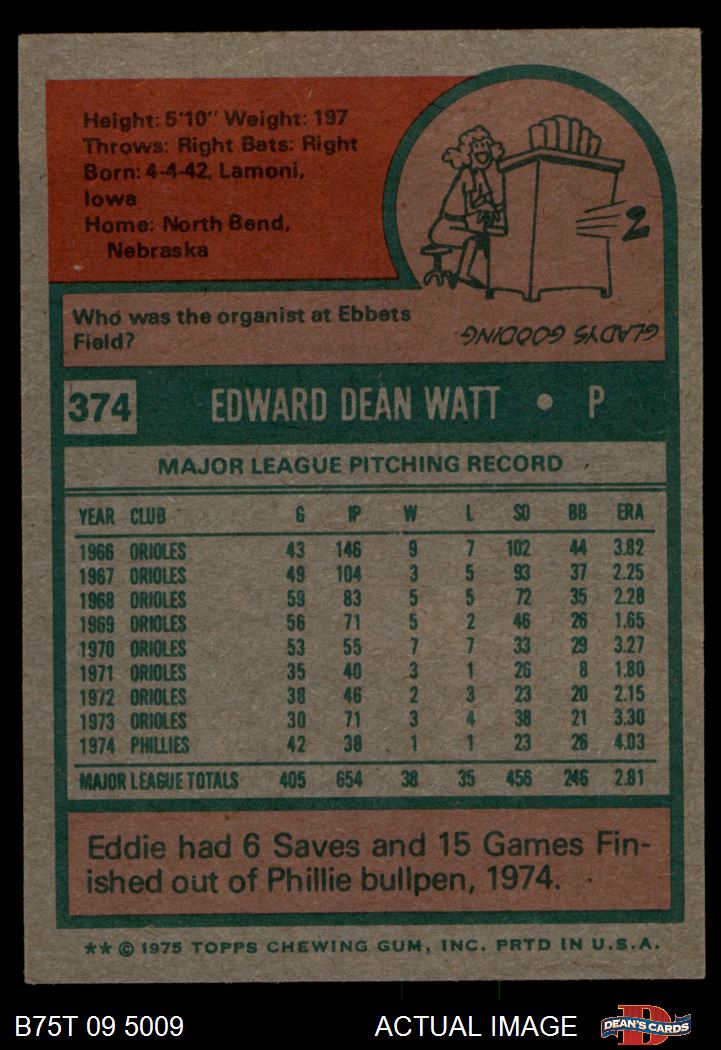 Height: 5'10" Weight: 197
Throws: Right Bats: Right
Born: 4-4-42, Lamoni,
Iowa
Home: North Bend,
Nebraska
Who was the organist at Ebbets
Field?
GLADYS GOODING.
374 EDWARD DEAN WATT • P
MAJOR LEAGUE PITCHING RECORD
YEAR CLUB G IP W L SO BB ERA
1966 ORIOLES 43 146 9 7 102 44 3.82
1967 ORIOLES 49 104 3 5 93 37 2.25
1968 ORIOLES 59 83 5 5 72 35 2.28
1969 ORIOLES 56 71 5 2 46 26 1.65
1970 ORIOLES 53 55 7 7 33 29 3.27
1971 ORIOLES 35 40 3 1 26 8 1.80
1972 ORIOLES 38 46 2 3 23 20 2.15
1973 ORIOLES 30 71 3 4 38 21 3.30
1974 PHILLIES 42 38 1 1 23 26 4.03
MAJOR LEAGUE TOTALS 405 654 38 35 456 246 2.81
Eddie had 6 Saves and 15 Games Fin-
ished out of Phillie bullpen, 1974.
** © 1975 TOPPS CHEWING GUM, INC. PRTD IN U.S.A.
B75T 09 5009 ACTUAL IMAGE DEAN'S CARDS